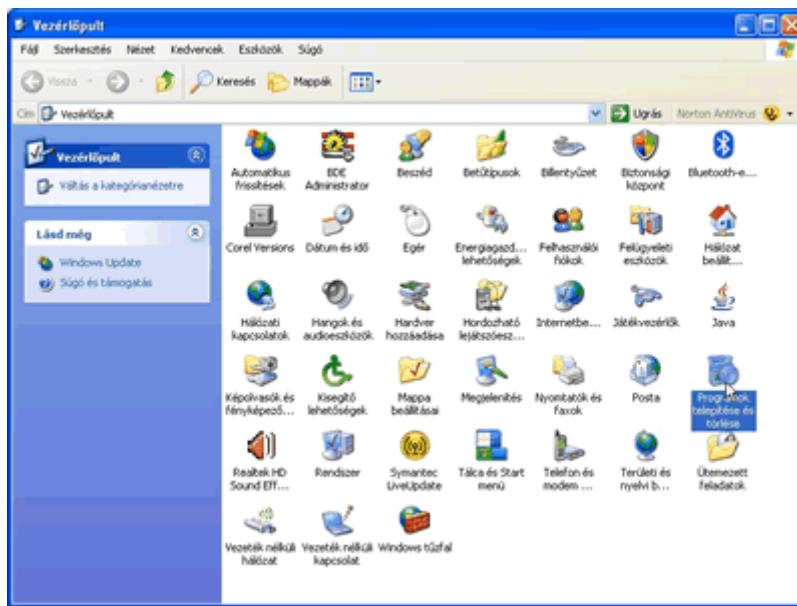 Vezérlőpult
Fájl Szerkesztés Nézet Kedvencek Eszközök Súgó
Vissza Keresés Mappák
Cím Vezérlőpult Ugrás Norton AntiVirus
Vezérlőpult
Váltás a kategórianézetre
Lásd még
Windows Update
Súgó és támogatás
Automatikus
frissítések
BDE
Administrator
Beszéd
Betűtípusok
Billentyűzet
Biztonsági
központ
Bluetooth-e...
Corel Versions
Dátum és idő
Egér
Energiagazd...
lehetőségek
Felhasználói
fiókok
Felügyeleti
eszközök
Hálózat
beállít...
Hálózati
kapcsolatok
Hangok és
audioeszközök
Hardver
hozzáadása
Hordozható
lejátszóesz...
Internetbe...
Játékvezérlők
Java
Képolvasók és
fényképező...
Kisegítő
lehetőségek
Mappa
beállításai
Megjelenítés
Nyomtatók és
faxok
Posta
Programok
telepítése és
törlése
Realtek HD
Sound Eff...
Rendszer
Symantec
LiveUpdate
Tálca és Start
menü
Telefon és
modem ...
Területi és
nyelvi b...
Ütemezett
feladatok
Vezeték nélküli
hálózat
Vezeték nélküli
kapcsolat
Windows tűzfal